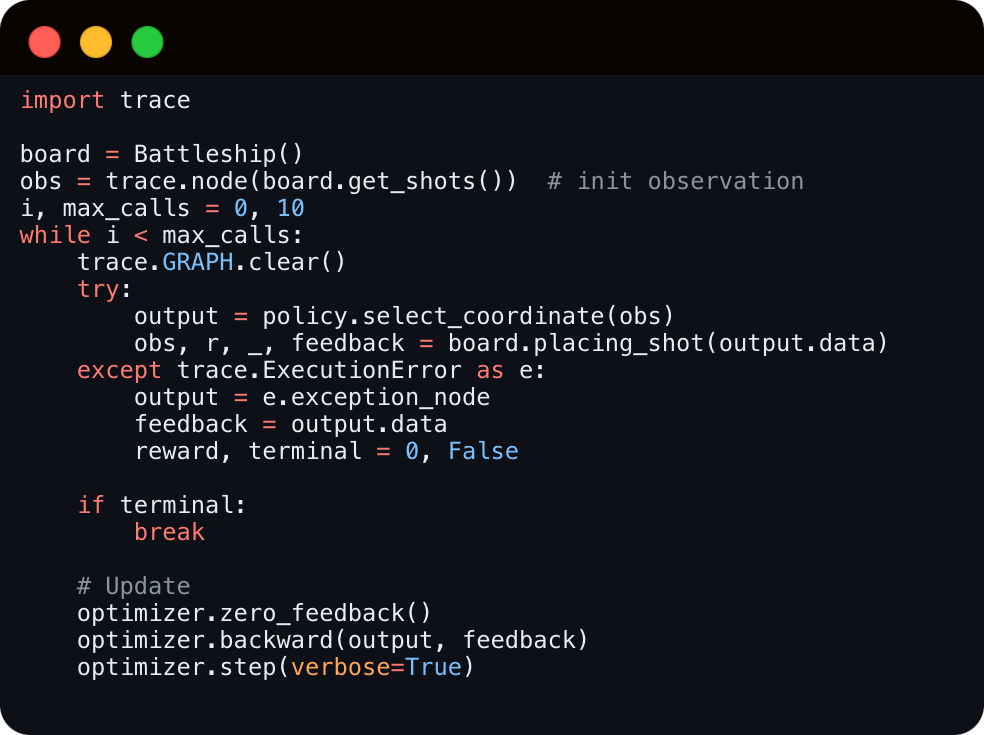 import trace

board = Battleship()
obs = trace.node(board.get_shots())  # init observation
i, max_calls = 0, 10
while i < max_calls:
    trace.GRAPH.clear()
    try:
        output = policy.select_coordinate(obs)
        obs, r, _, feedback = board.placing_shot(output.data)
    except trace.ExecutionError as e:
        output = e.exception_node
        feedback = output.data
        reward, terminal = 0, False

    if terminal:
        break

    # Update
    optimizer.zero_feedback()
    optimizer.backward(output, feedback)
    optimizer.step(verbose=True)